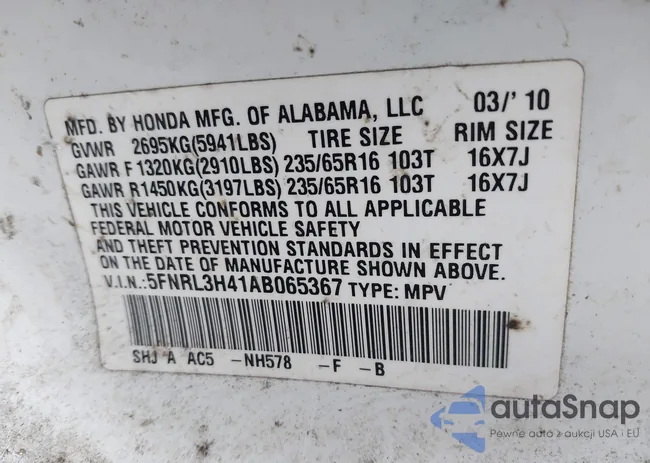 MFD. BY HONDA MFG. OF ALABAMA, LLC 03/' 10
GVWR 2695KG(5941LBS) TIRE SIZE RIM SIZE
GAWR F 1320KG(2910LBS) 235/65R16 103T 16X7J
GAWR R1450KG(3197LBS) 235/65R16 103T 16X7J
THIS VEHICLE CONFORMS TO ALL APPLICABLE
FEDERAL MOTOR VEHICLE SAFETY
AND THEFT PREVENTION STANDARDS IN EFFECT
ON THE DATE OF MANUFACTURE SHOWN ABOVE.
V.I.N.:5FNRL3H41AB065367 TYPE: MPV
SHJ A AC5 -NH578 -F -B
autaSnap
Pewne auta z aukcji USA i EU